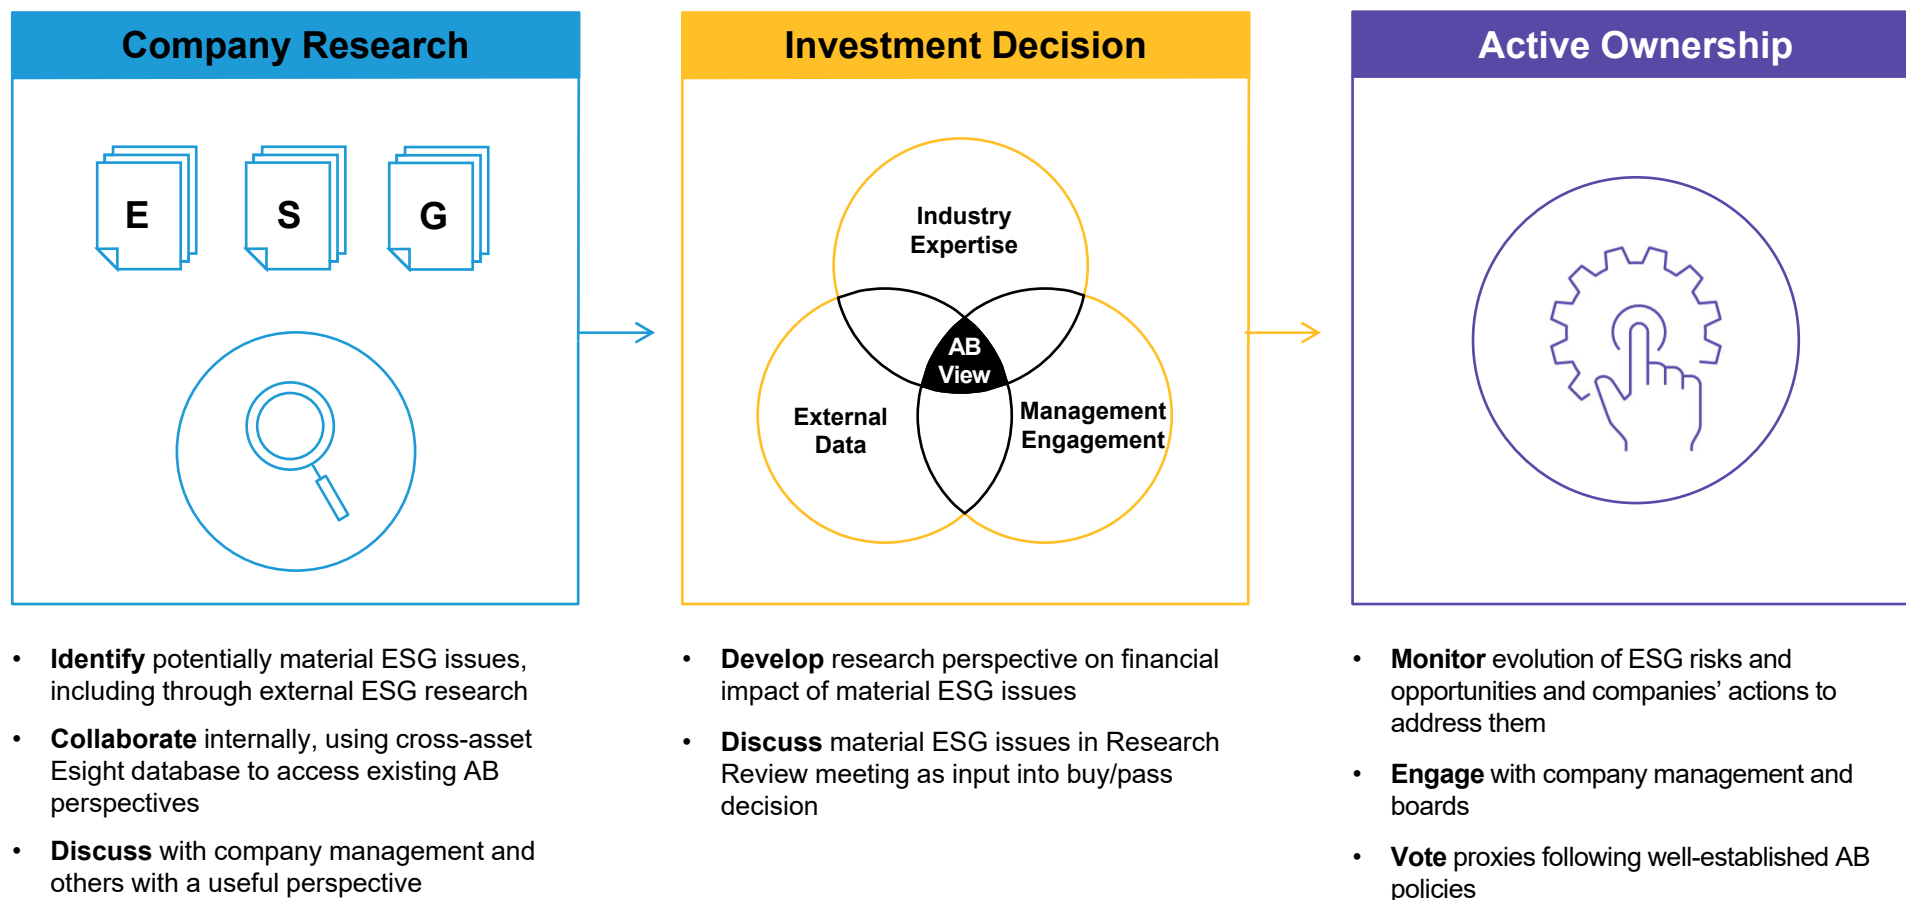 Company Research
E
S
G
• Identify potentially material ESG issues,
including through external ESG research
• Collaborate internally, using cross-asset
Esight database to access existing AB
perspectives
• Discuss with company management and
others with a useful perspective
Investment Decision
Industry
Expertise
AB
View
External
Data
Management
Engagement
• Develop research perspective on financial
impact of material ESG issues
• Discuss material ESG issues in Research
Review meeting as input into buy/pass
decision
Active Ownership
• Monitor evolution of ESG risks and
opportunities and companies’ actions to
address them
• Engage with company management and
boards
• Vote proxies following well-established AB
policies